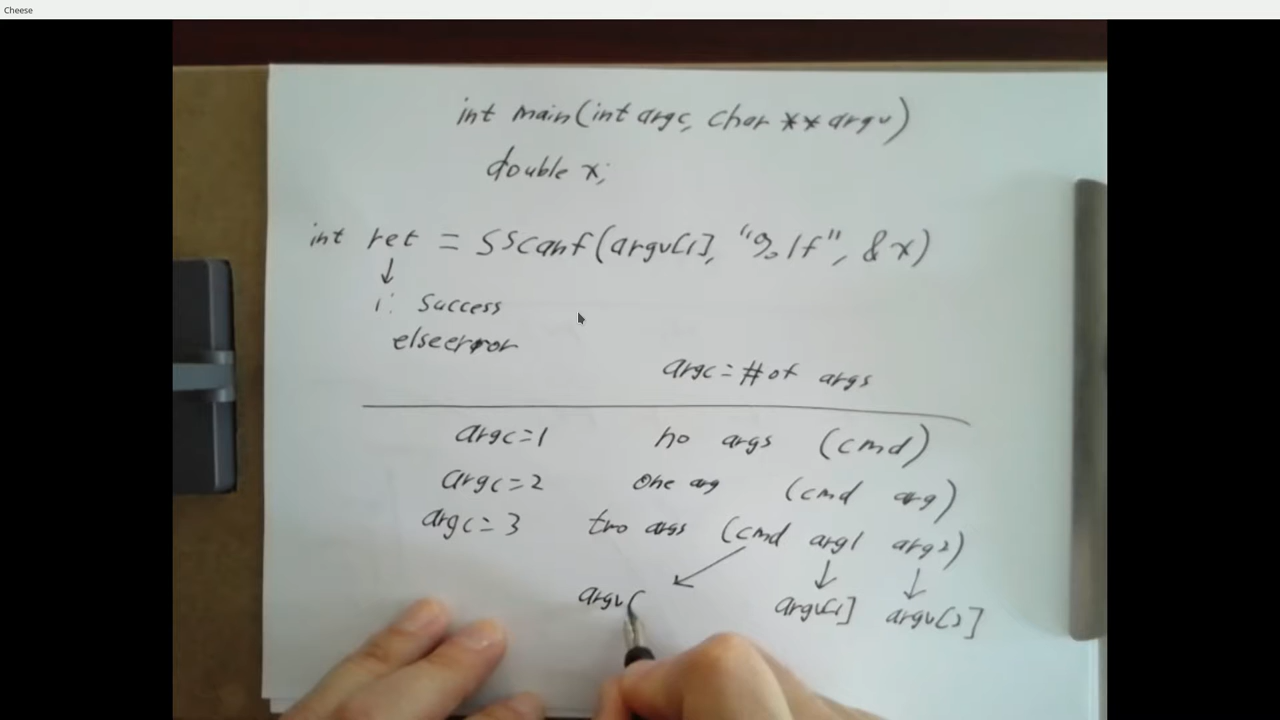 Cheese
int main(int argc, char **argv)
double x;
int ret = sscanf(argv[1], "%lf", &x)
1: Success
else error
argc = # of args
argc=1 no args (cmd)
argc=2 one arg (cmd arg)
argc=3 two args (cmd arg1 arg2)
argv[ argv[1] argv[2]